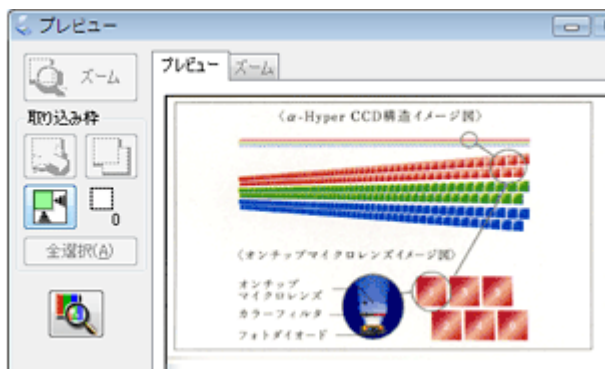 プレビュー
ズーム
取り込み枠
0
全選択(A)
プレビュー
ズーム
〈α-Hyper CCD構造イメージ図〉
〈オンチップマイクロレンズイメージ図〉
オンチップ
マイクロレンズ
カラーフィルタ
フォトダイオード